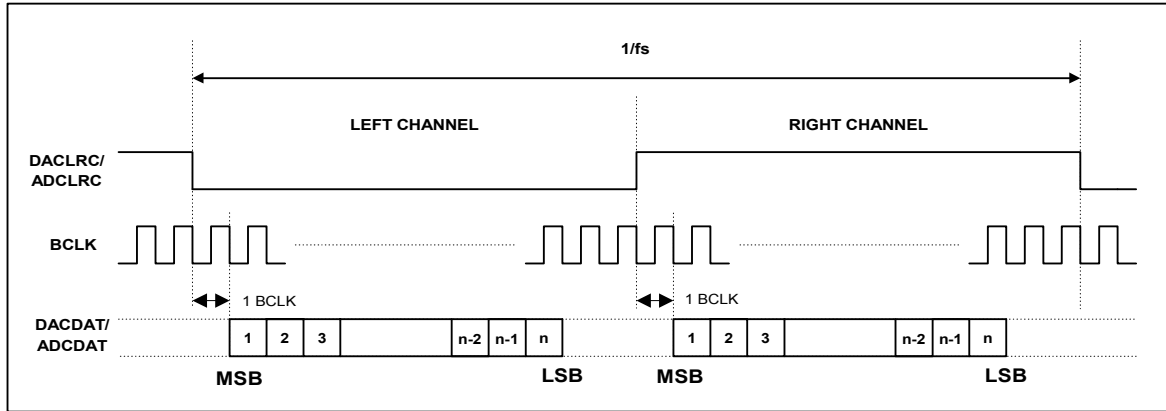 1/fs
LEFT CHANNEL
RIGHT CHANNEL
DACLRC/
ADCLRC
BCLK
1 BCLK
1 BCLK
DACDAT/
ADCDAT
1 2 3 n-2 n-1 n
1 2 3 n-2 n-1 n
MSB
LSB
MSB
LSB